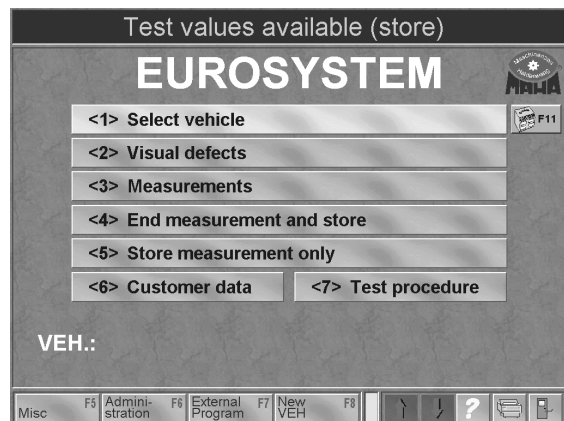 Test values available (store)
EUROSYSTEM
MAHA
<1> Select vehicle
F11
<2> Visual defects
<3> Measurements
<4> End measurement and store
<5> Store measurement only
<6> Customer data
<7> Test procedure
VEH.:
Misc F5
Admini-
stration F6
External
Program F7
New
VEH F8
?